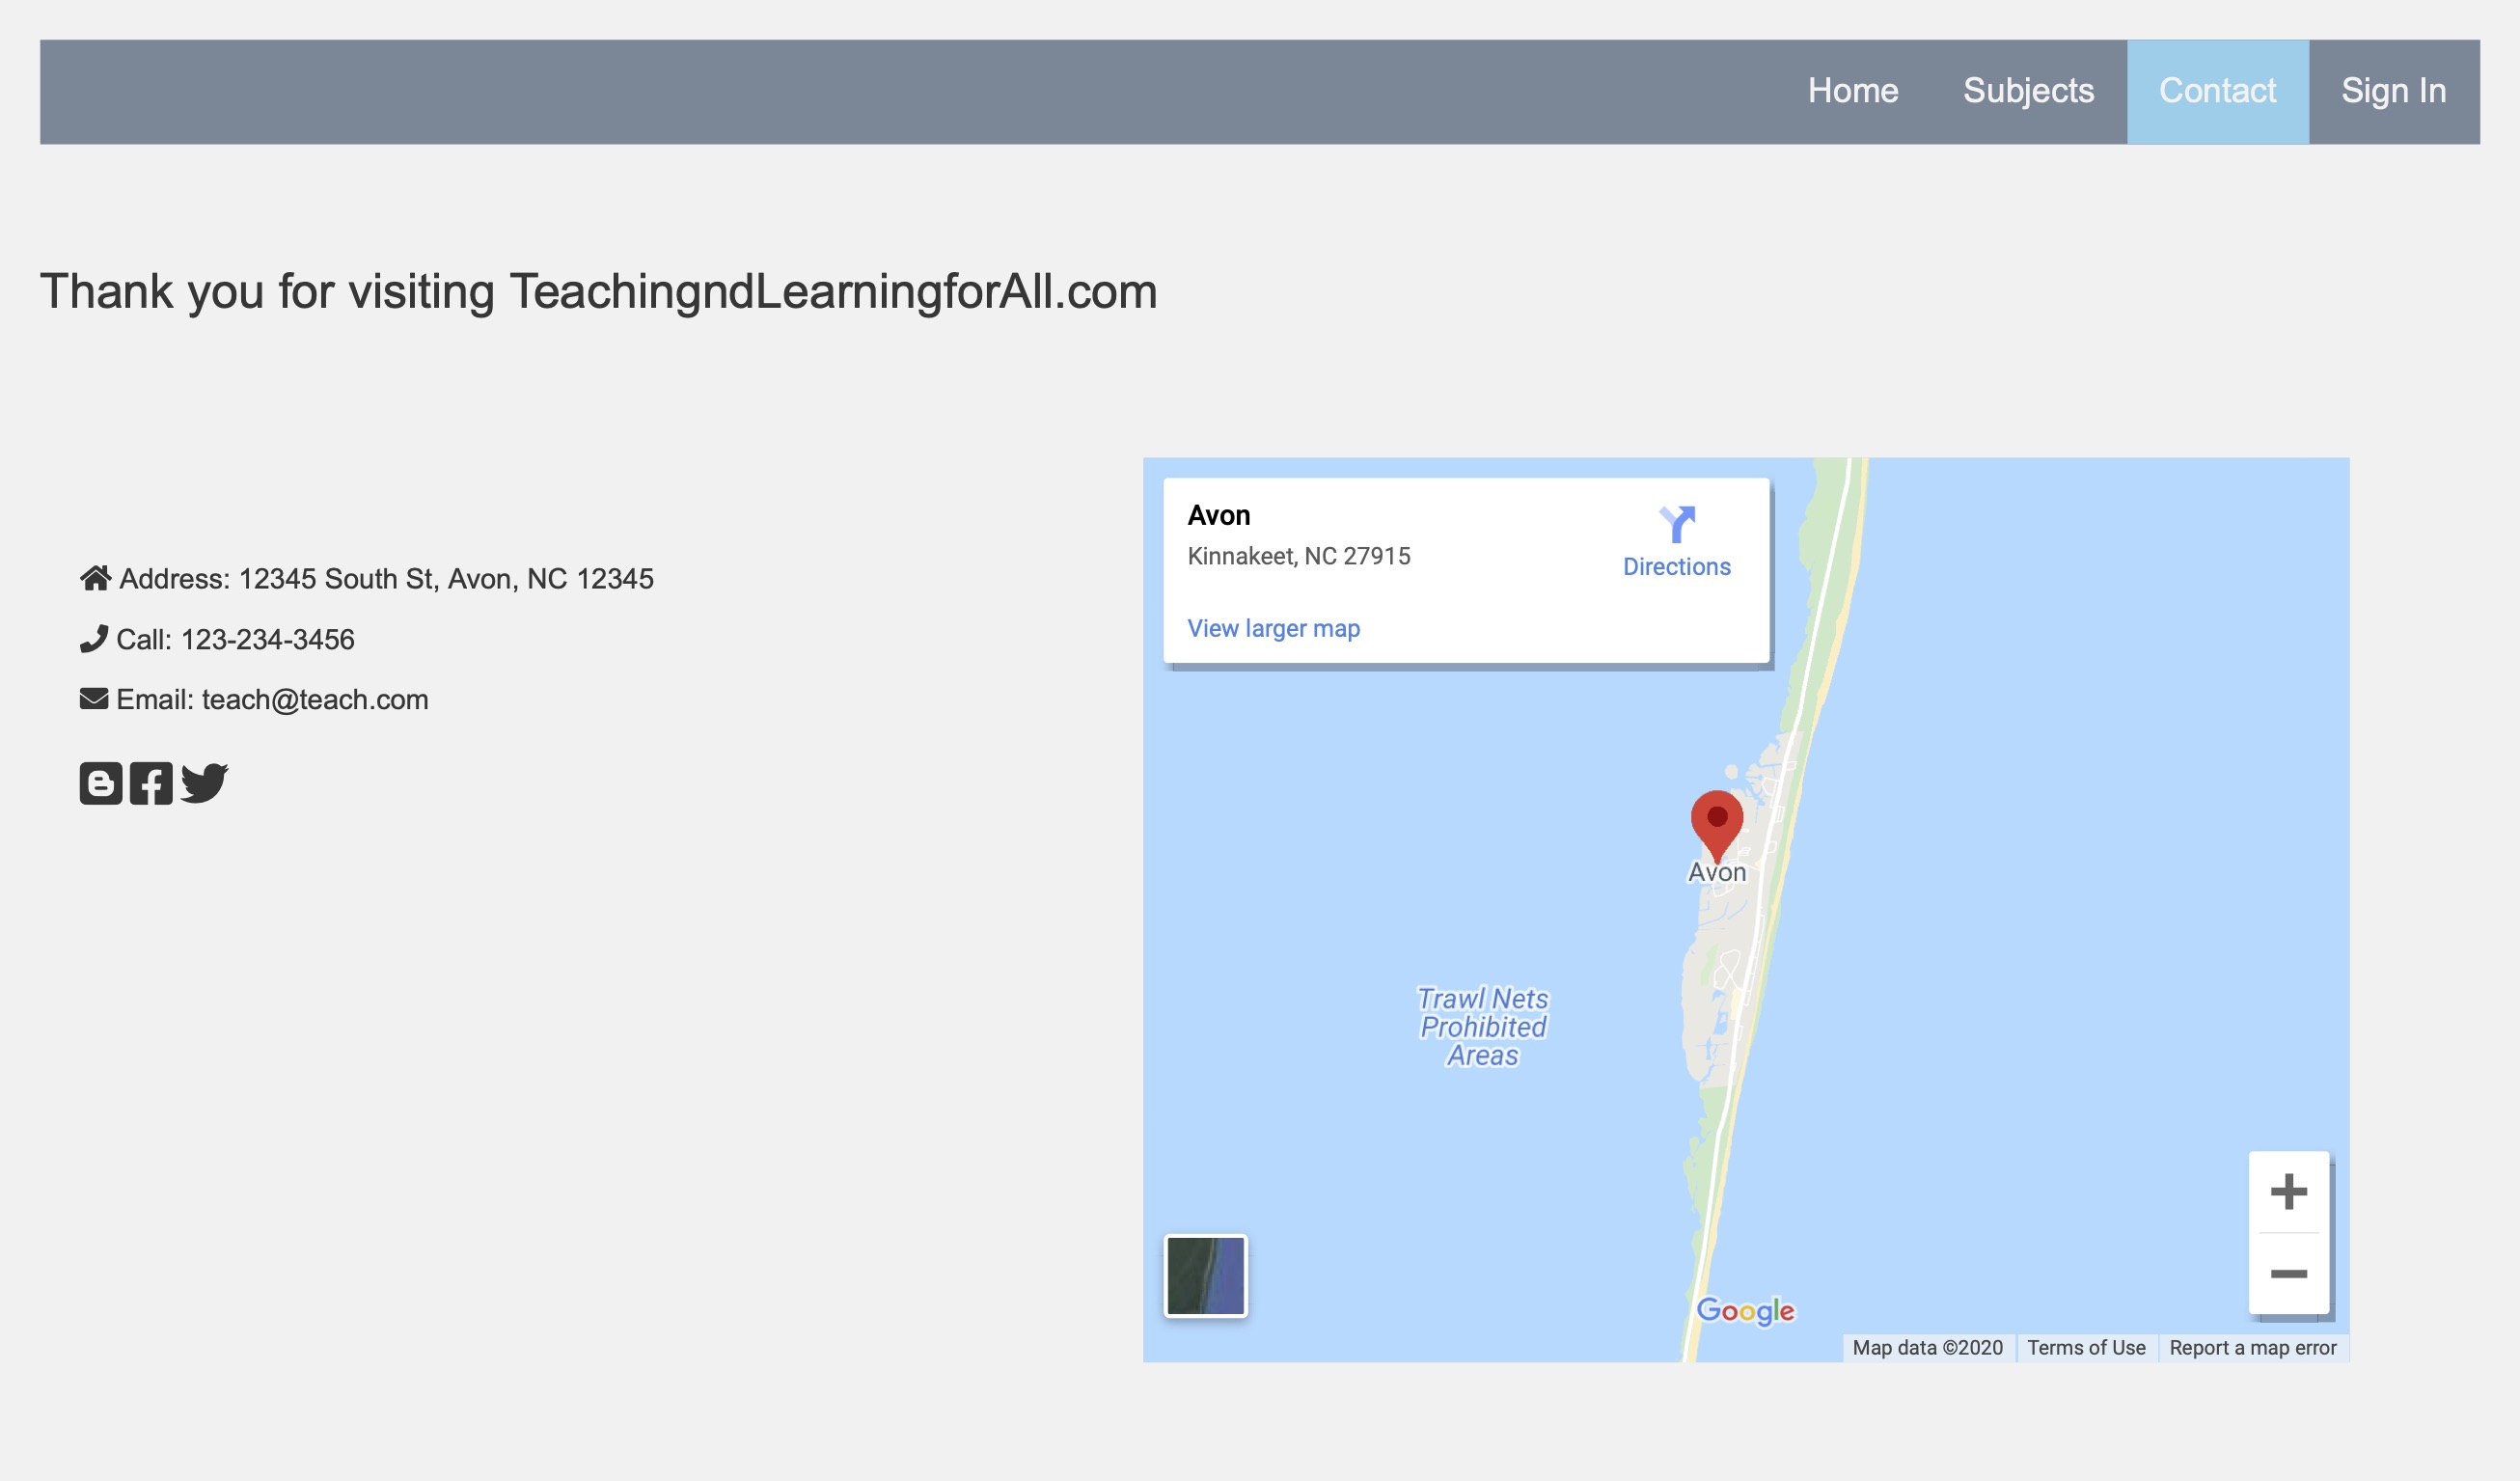 Home Subjects Contact Sign In
Thank you for visiting TeachingndLearningforAll.com
Address: 12345 South St, Avon, NC 12345
Call: 123-234-3456
Email: teach@teach.com
Avon
Kinnakeet, NC 27915
Directions
View larger map
Avon
Trawl Nets
Prohibited
Areas
Google
Map data ©2020 Terms of Use Report a map error